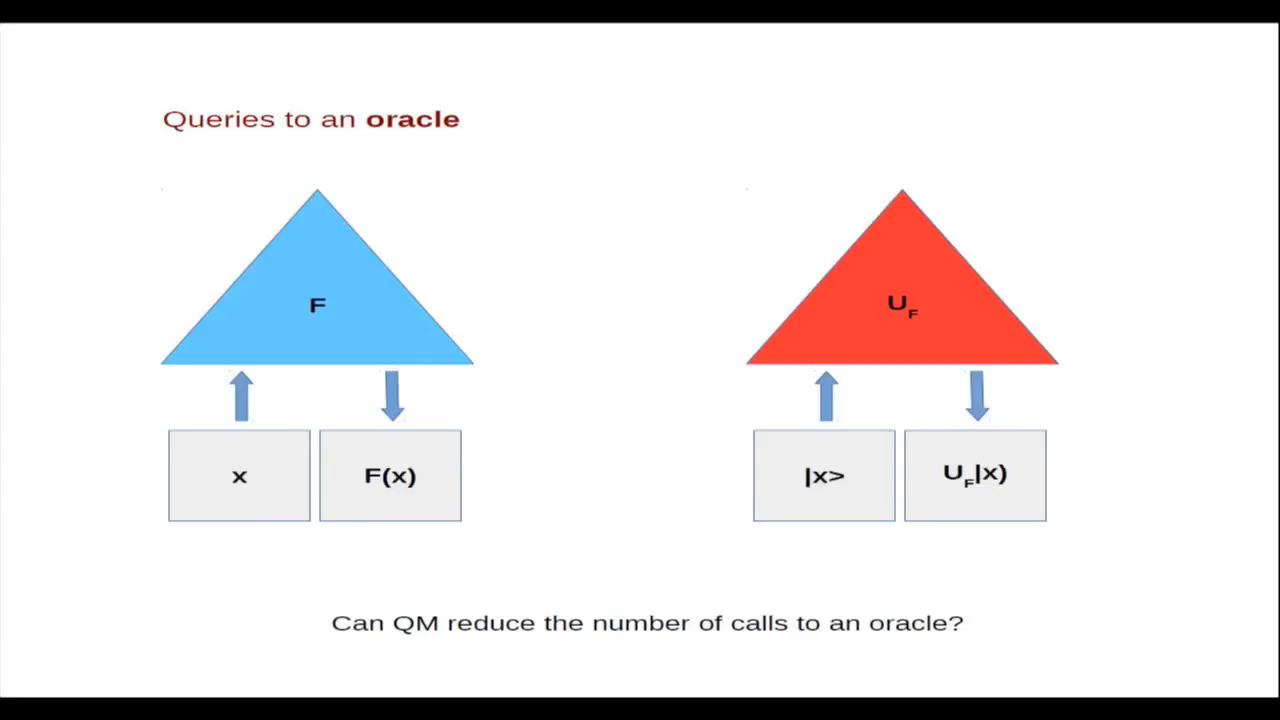 Queries to an oracle
F
U_F
x
F(x)
|x>
U_F|x)
Can QM reduce the number of calls to an oracle?